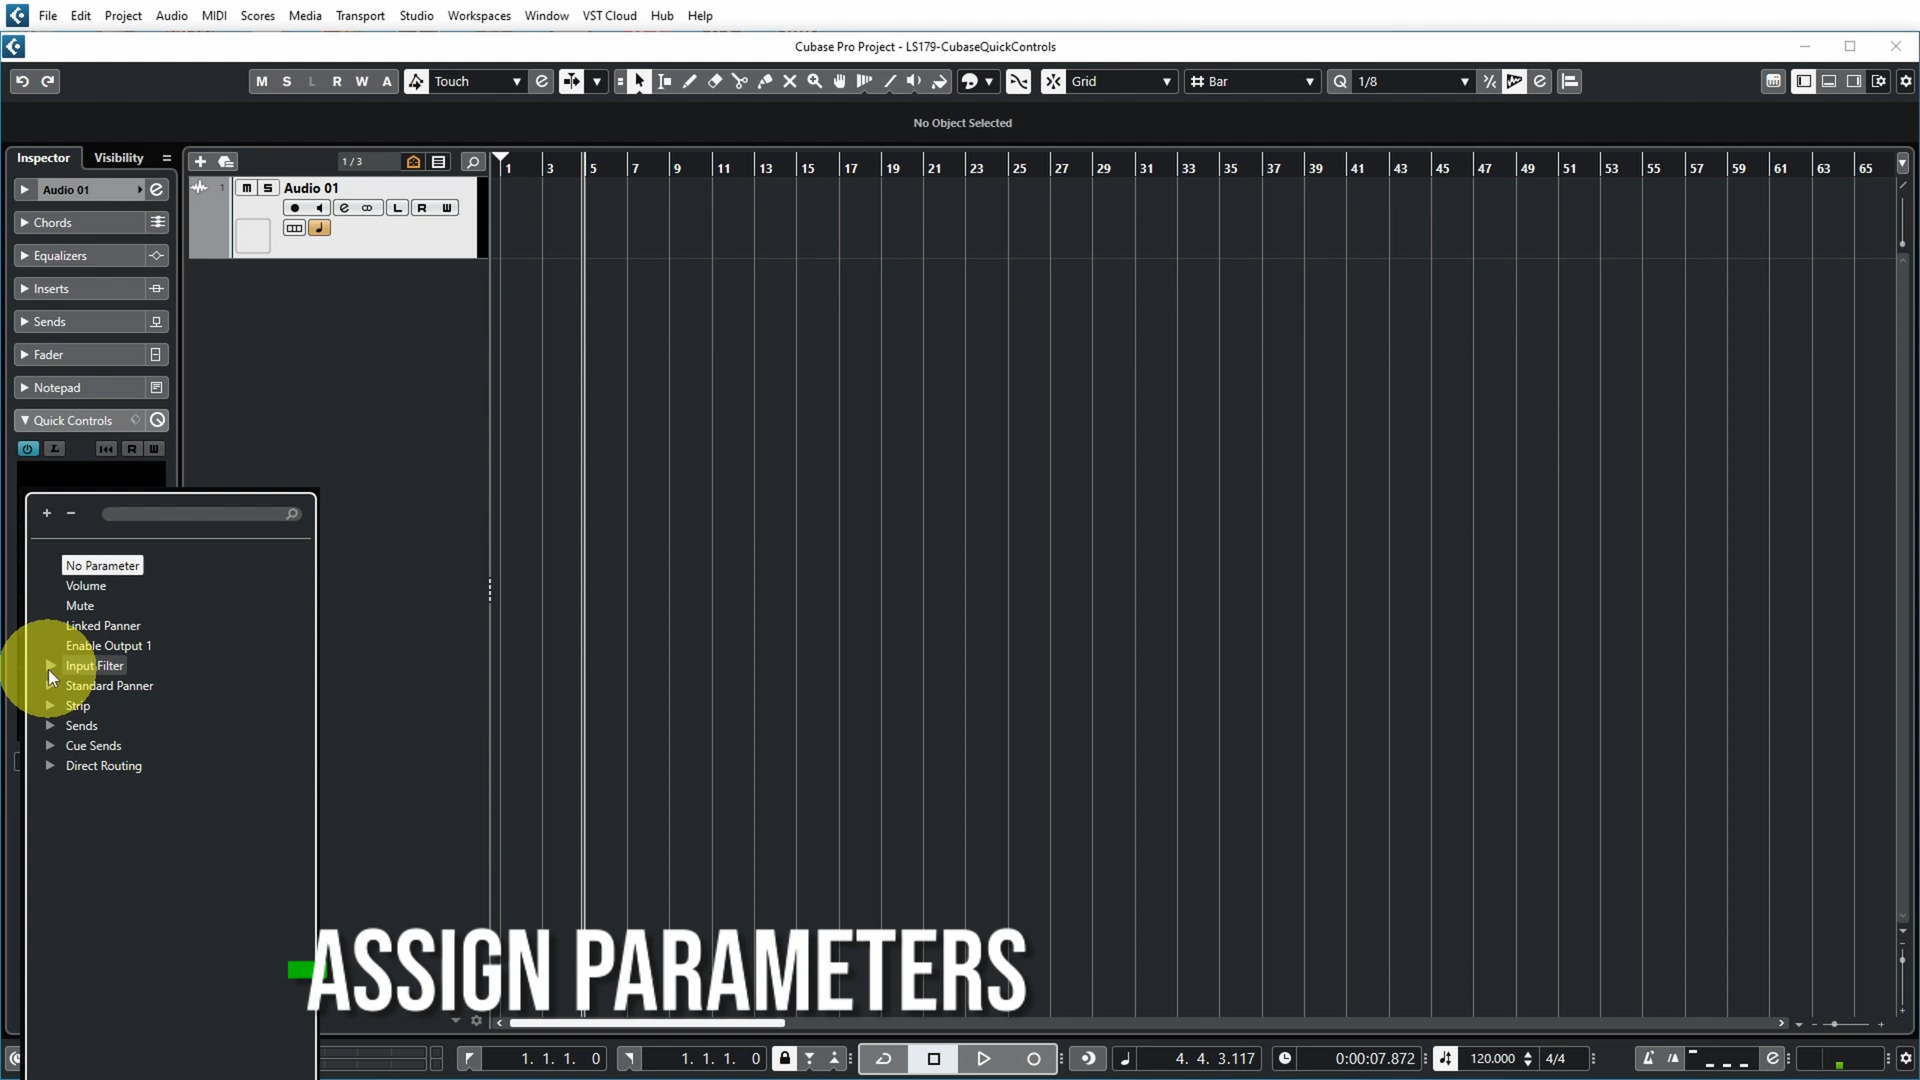 File Edit Project Audio MIDI Scores Media Transport Studio Workspaces Window VST Cloud Hub Help
Cubase Pro Project - LS179-CubaseQuickControls
M S L R W A Touch Grid Bar Q 1/8
No Object Selected
Inspector Visibility 1 / 3
1 3 5 7 9 11 13 15 17 19 21 23 25 27 29 31 33 35 37 39 41 43 45 47 49 51 53 55 57 59 61 63 65
Audio 01
1 m S Audio 01
L R W
Chords
Equalizers
Inserts
Sends
Fader
Notepad
Quick Controls
L R W
No Parameter
Volume
Mute
Linked Panner
Enable Output 1
Input Filter
Standard Panner
Strip
Sends
Cue Sends
Direct Routing
ASSIGN PARAMETERS
1. 1. 1. 0 1. 1. 1. 0 4. 4. 3.117 0:00:07.872 120.000 4/4